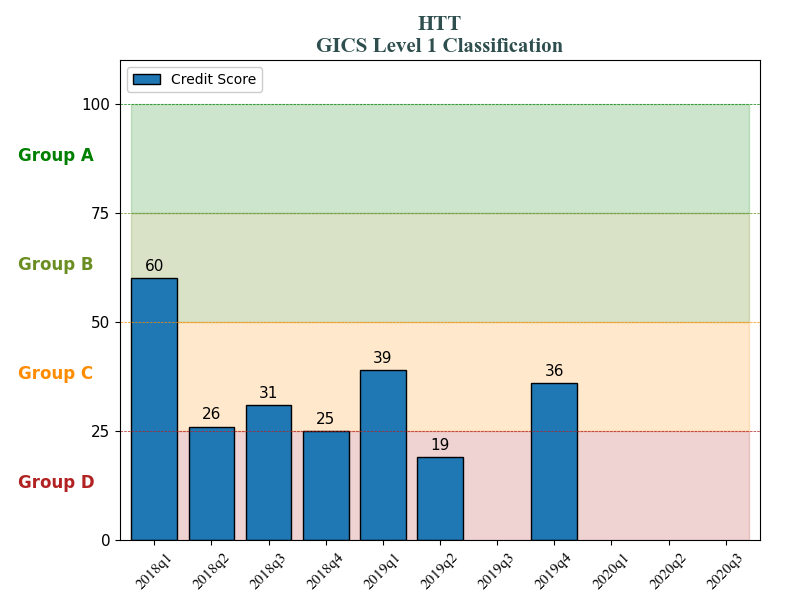 HTT
GICS Level 1 Classification
Credit Score
100
Group A
75
Group B
60
50
39
Group C
36
31
26
25
25
19
Group D
0
2018q1 2018q2 2018q3 2018q4 2019q1 2019q2 2019q3 2019q4 2020q1 2020q2 2020q3